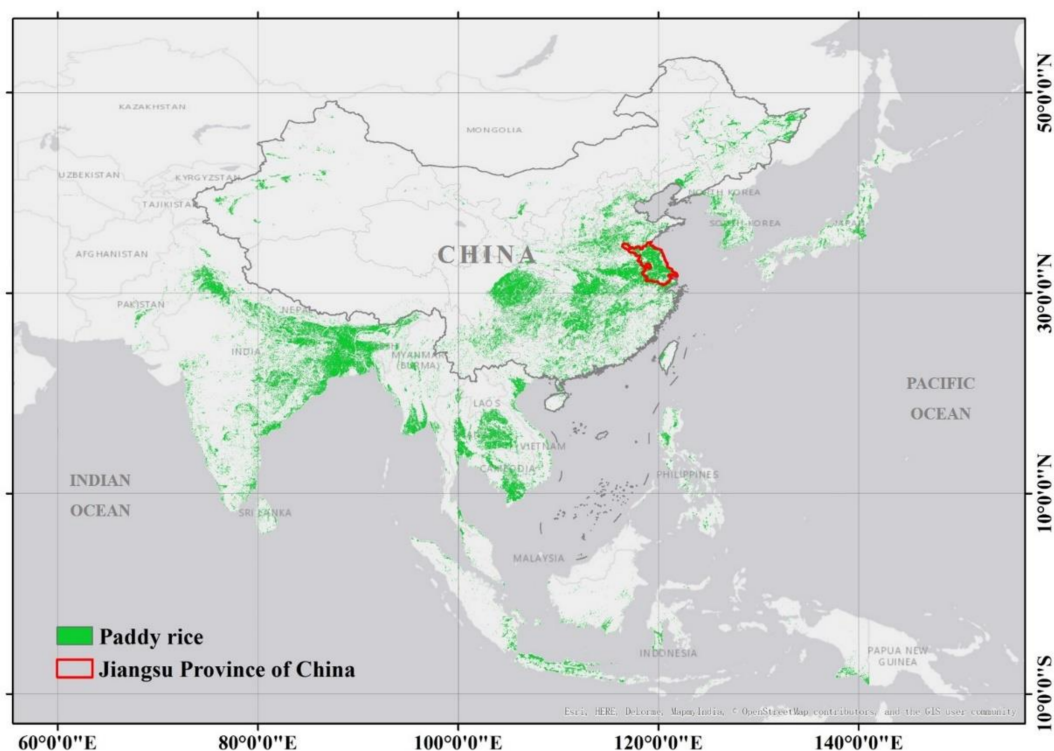 KAZAKHSTAN
MONGOLIA
UZBEKISTAN
KYRGYZSTAN
NORTH KOREA
TAJIKISTAN
SOUTH KOREA
JAPAN
AFGHANISTAN
CHINA
PAKISTAN
NEPAL
INDIA
MYANMAR
(BURMA)
LAOS
VIETNAM
CAMBODIA
PHILIPPINES
SRI LANKA
MALAYSIA
INDONESIA
PAPUA NEW
GUINEA
PACIFIC
OCEAN
INDIAN
OCEAN
Paddy rice
Jiangsu Province of China
Esri, HERE, DeLorme, MapmyIndia, © OpenStreetMap contributors, and the GIS user community
50°0'0"N
30°0'0"N
10°0'0"N
10°0'0"S
60°0'0"E
80°0'0"E
100°0'0"E
120°0'0"E
140°0'0"E